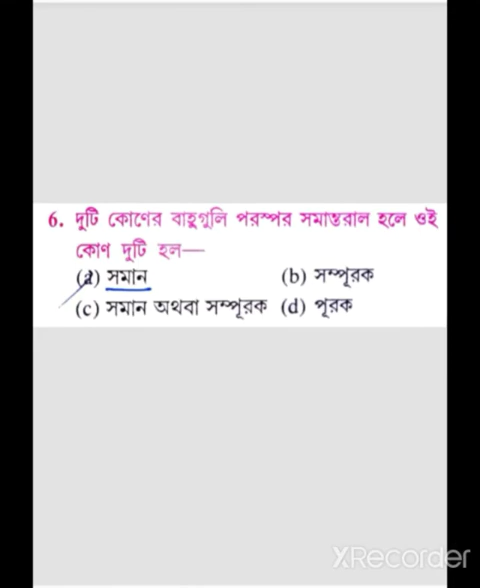 6. দুটি কোণের বাহুগুলি পরস্পর সমান্তরাল হলে ওই
কোণ দুটি হল—
(a) সমান (b) সম্পূরক
(c) সমান অথবা সম্পূরক (d) পূরক
XRecorder